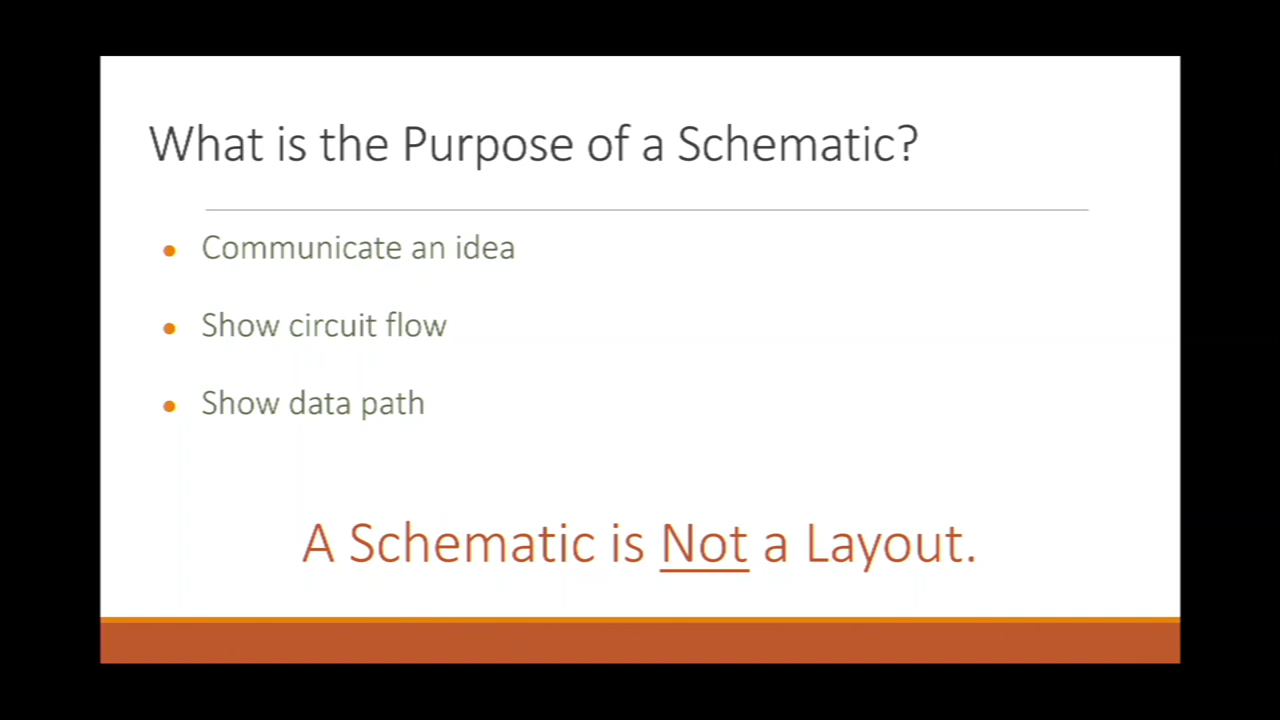 What is the Purpose of a Schematic?
Communicate an idea
Show circuit flow
Show data path
A Schematic is Not a Layout.